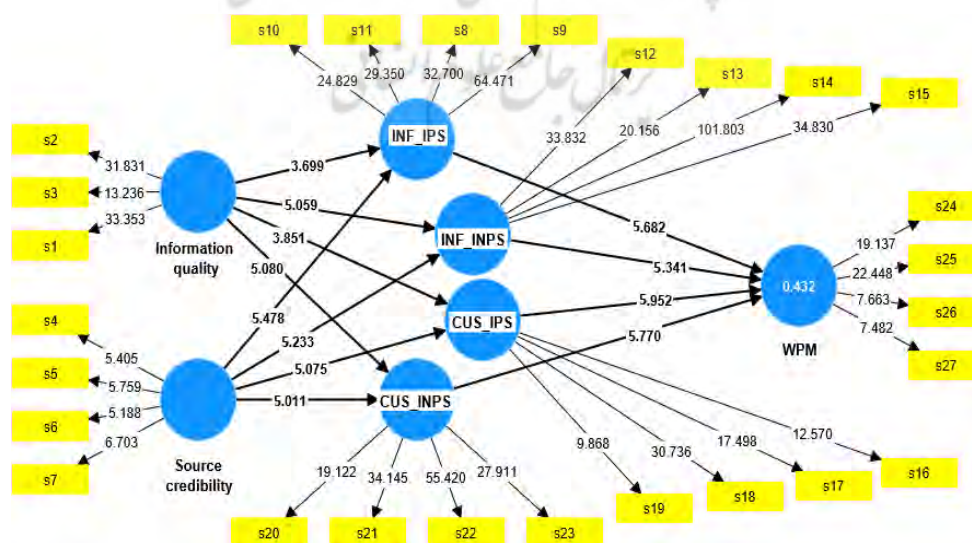 s10
s11
s8
s9
s12
s13
s14
s15
24.829
29.350
32.700
64.471
33.832
20.156
101.803
34.830
s2
s3
s1
31.831
13.236
33.353
Information
quality
INF_IPS
INF_INPS
CUS_IPS
CUS_INPS
3.699
5.059
3.851
5.080
5.478
5.233
5.075
5.011
5.682
5.341
5.952
5.770
0.432
WPM
s24
s25
s26
s27
19.137
22.448
7.663
7.482
s4
s5
s6
s7
5.405
5.759
5.188
6.703
Source
credibility
19.122
34.145
55.420
27.911
s20
s21
s22
s23
9.868
30.736
17.498
12.570
s19
s18
s17
s16